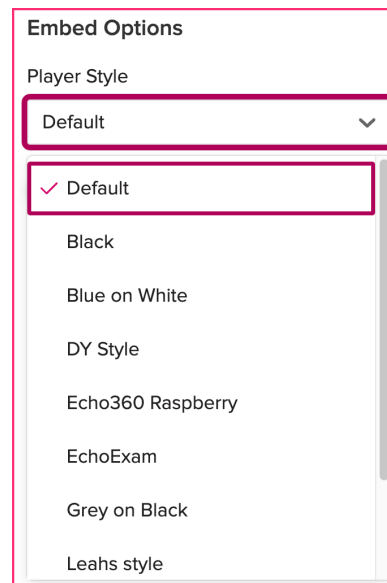 Embed Options
Player Style
Default
Default
Black
Blue on White
DY Style
Echo360 Raspberry
EchoExam
Grey on Black
Leahs style